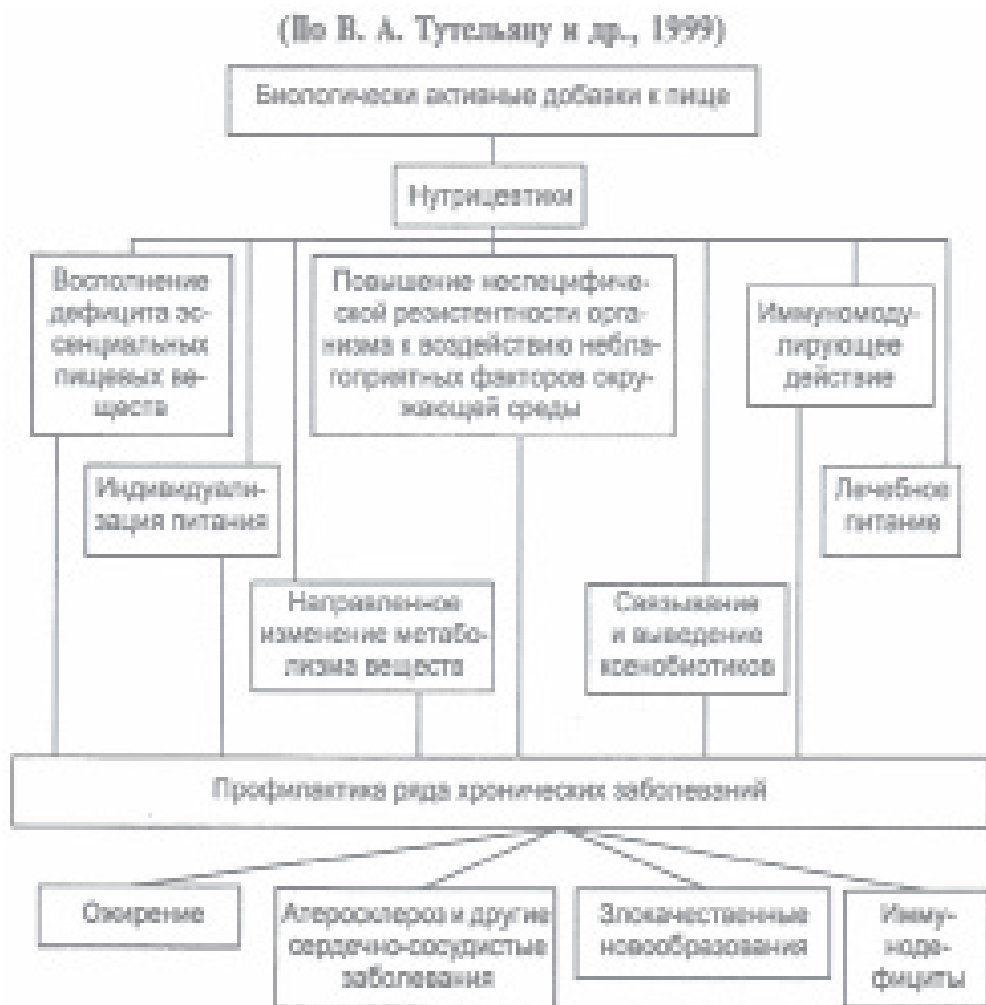 (По В. А. Тутельяну и др., 1999)
Биологически активные добавки к пище
Нутрицевтики
Восполнение
дефицита эс-
сенциальных
пищевых ве-
ществ
Повышение неспецифиче-
ской резистентности орга-
низма к воздействию небла-
гоприятных факторов окру-
жающей среды
Иммуномоду-
лирующее
действие
Индивидуали-
зация питания
Лечебное
питание
Направленное
изменение метабо-
лизма веществ
Связывание
и выведение
ксенобиотиков
Профилактика ряда хронических заболеваний
Ожирение
Атеросклероз и другие
сердечно-сосудистые
заболевания
Злокачественные
новообразования
Имму-
ноде-
фициты